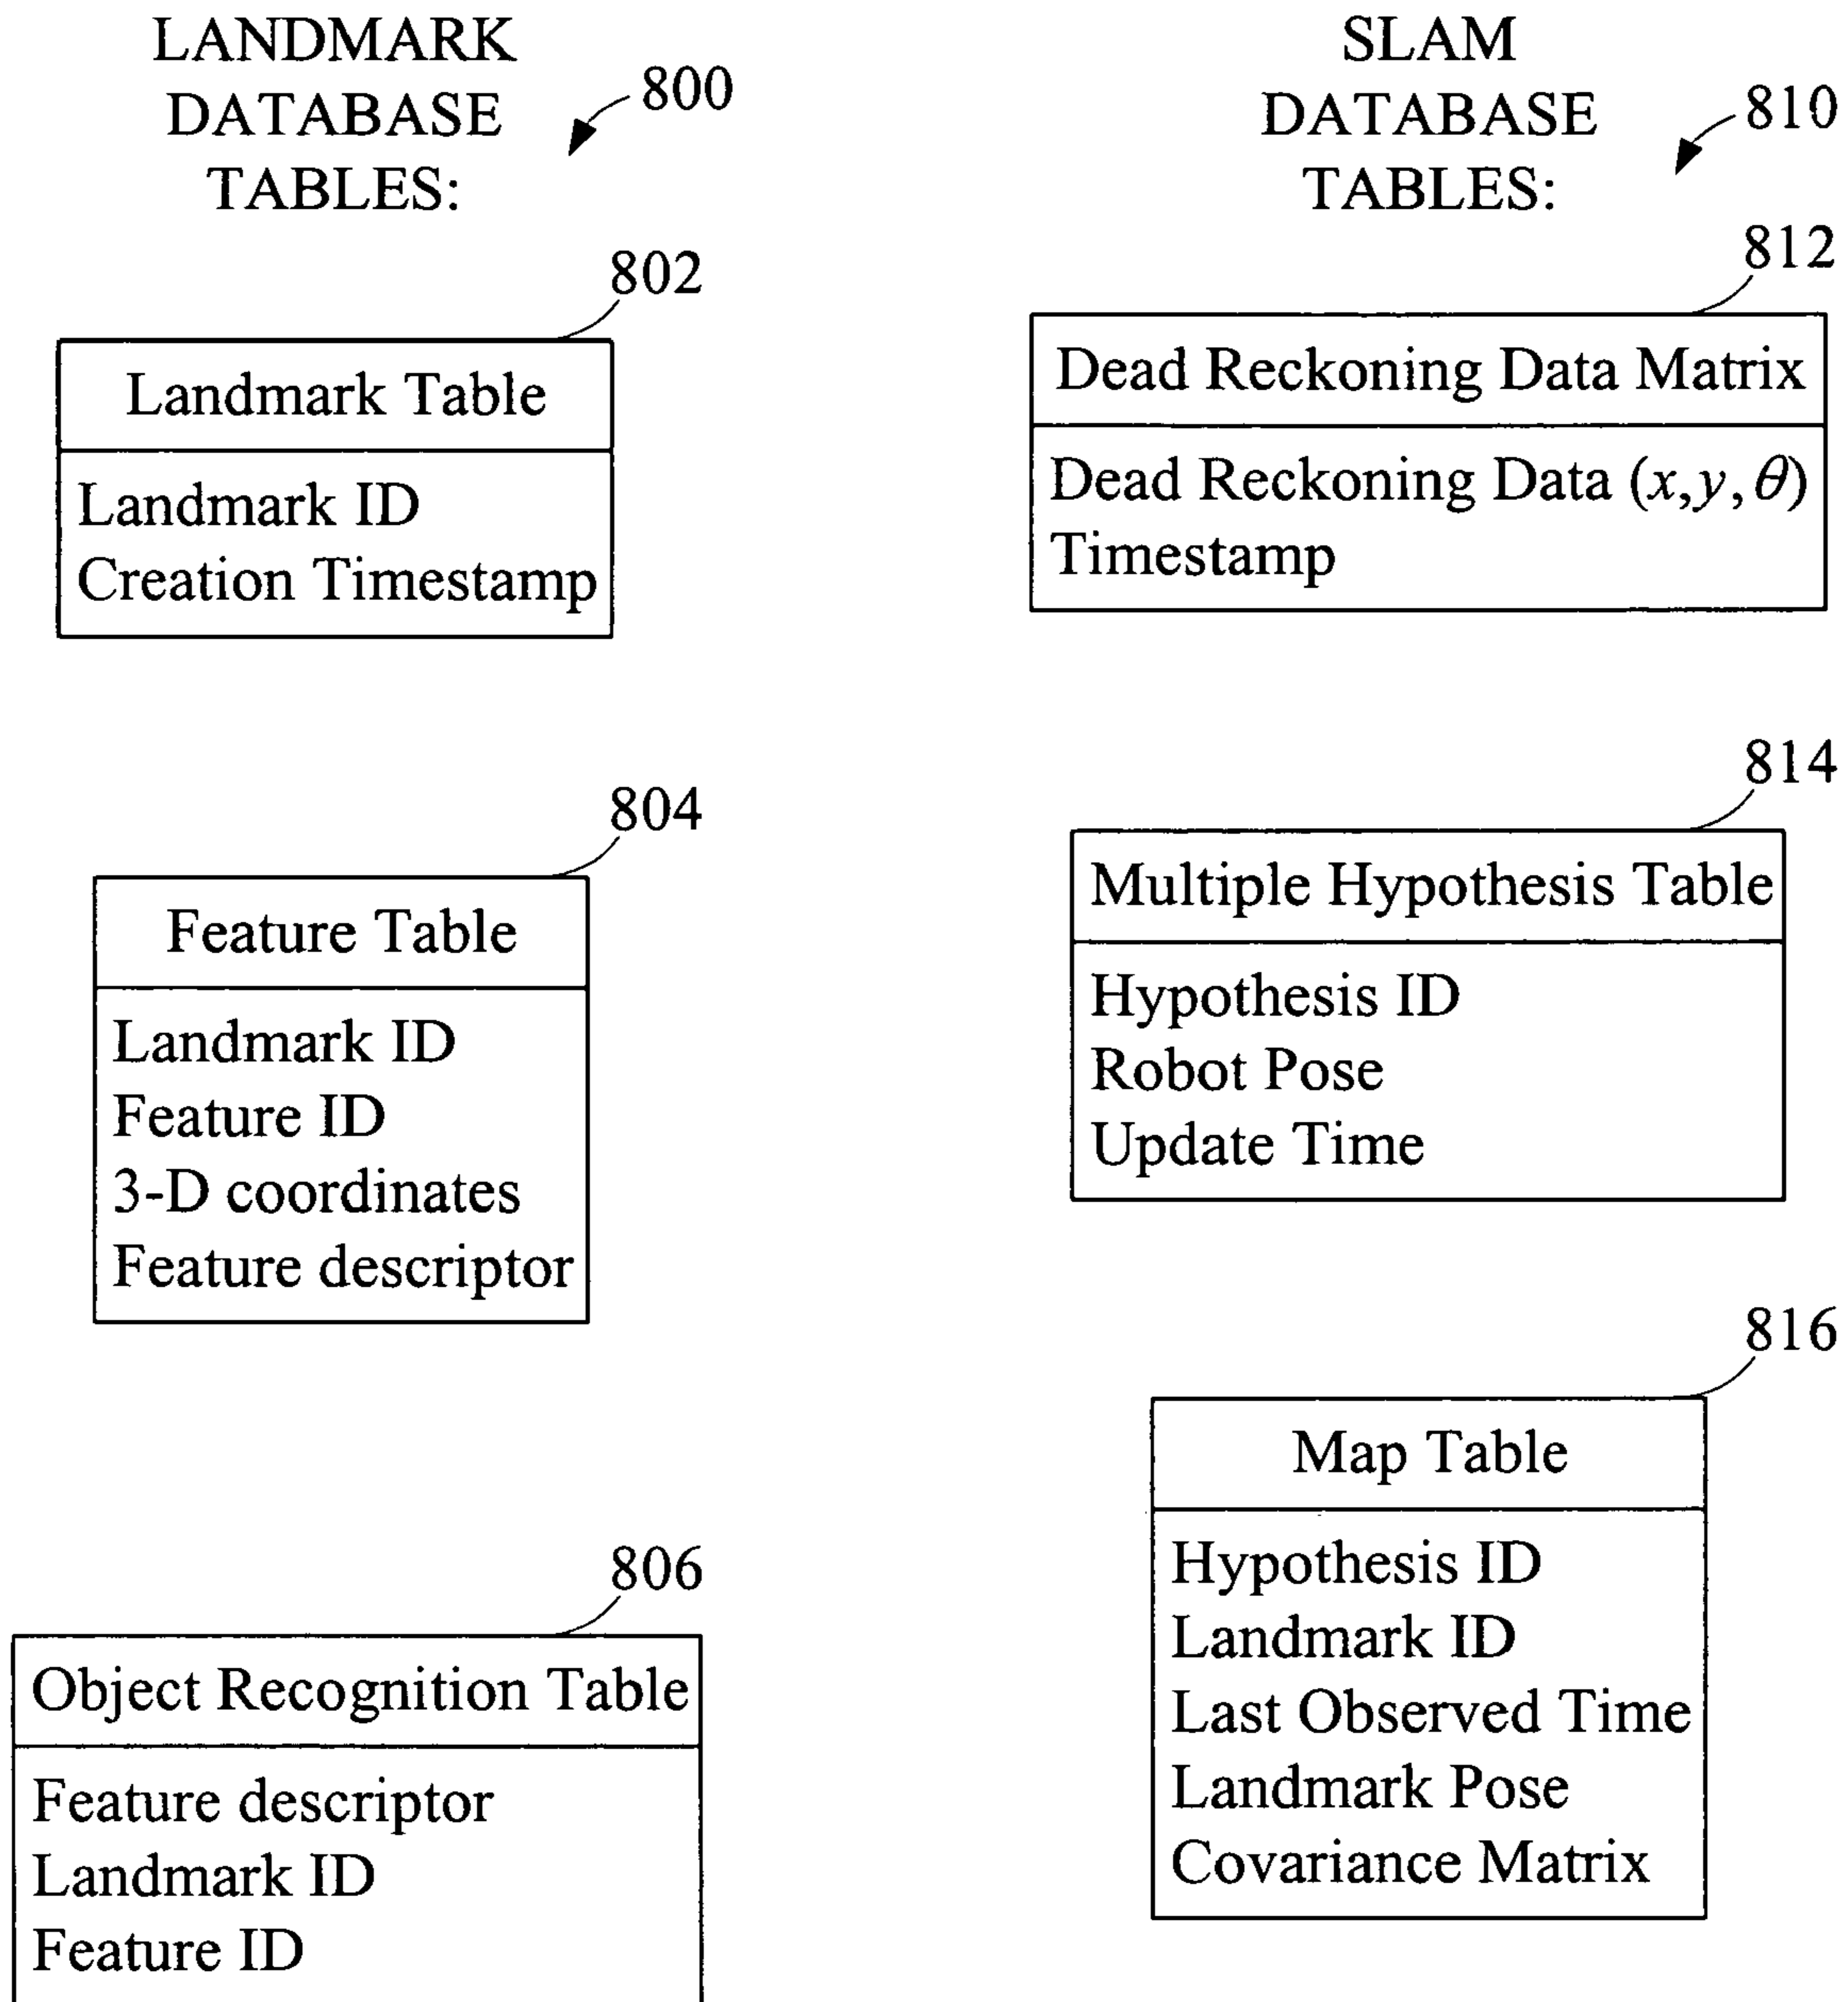 LANDMARK
DATABASE
TABLES:
800
802
Landmark Table
Landmark ID
Creation Timestamp
804
Feature Table
Landmark ID
Feature ID
3-D coordinates
Feature descriptor
806
Object Recognition Table
Feature descriptor
Landmark ID
Feature ID
SLAM
DATABASE
TABLES:
810
812
Dead Reckoning Data Matrix
Dead Reckoning Data (x,y,θ)
Timestamp
814
Multiple Hypothesis Table
Hypothesis ID
Robot Pose
Update Time
816
Map Table
Hypothesis ID
Landmark ID
Last Observed Time
Landmark Pose
Covariance Matrix